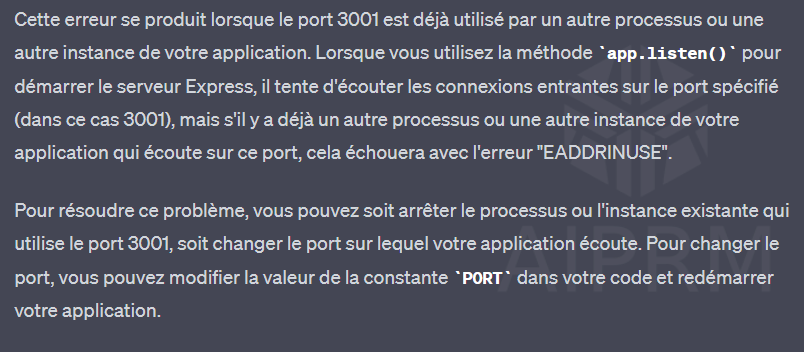 Cette erreur se produit lorsque le port 3001 est déjà utilisé par un autre processus ou une
autre instance de votre application. Lorsque vous utilisez la méthode `app.listen()` pour
démarrer le serveur Express, il tente d'écouter les connexions entrantes sur le port spécifié
(dans ce cas 3001), mais s'il y a déjà un autre processus ou une autre instance de votre
application qui écoute sur ce port, cela échouera avec l'erreur "EADDRINUSE".
Pour résoudre ce problème, vous pouvez soit arrêter le processus ou l'instance existante qui
utilise le port 3001, soit changer le port sur lequel votre application écoute. Pour changer le
port, vous pouvez modifier la valeur de la constante `PORT` dans votre code et redémarrer
votre application.
AIPRM